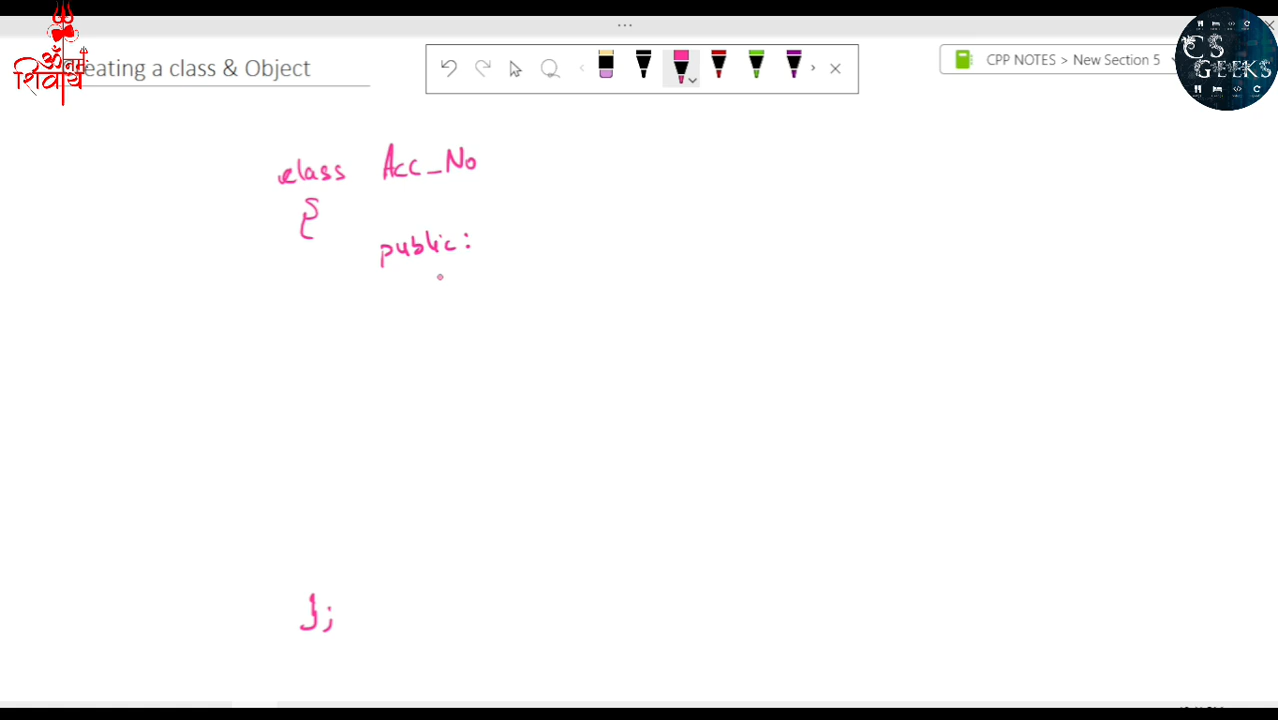 ॐ नमः
शिवाय
eating a class & Object
CPP NOTES > New Section 5
CS
GEEKS
class Acc_No
{
public:
};